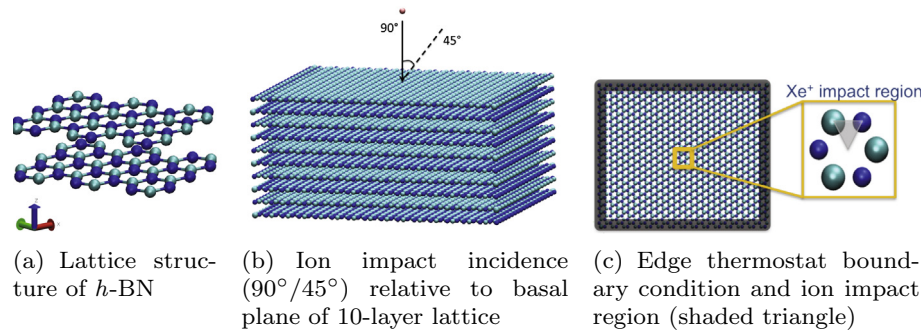 90°
45°
Xe⁺ impact region
z
(a) Lattice struc-
ture of h-BN
(b) Ion impact incidence
(90°/45°) relative to basal
plane of 10-layer lattice
(c) Edge thermostat bound-
ary condition and ion impact
region (shaded triangle)